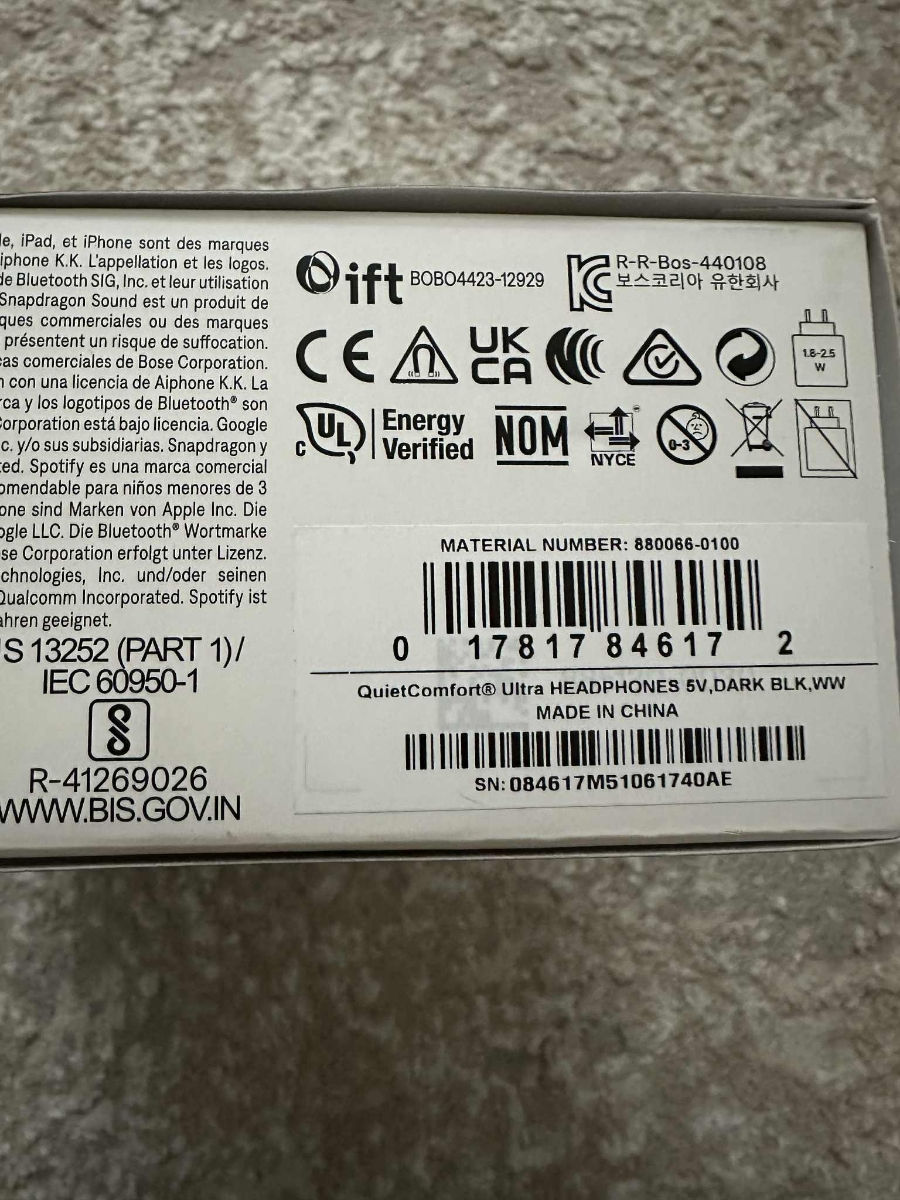 le, iPad, et iPhone sont des marques
iphone K.K. L'appellation et les logos.
de Bluetooth SIG, Inc. et leur utilisation
Snapdragon Sound est un produit de
ques commerciales ou des marques
présentent un risque de suffocation.
cas comerciales de Bose Corporation.
n con una licencia de Aiphone K.K. La
rca y los logotipos de Bluetooth® son
Corporation está bajo licencia. Google
c. y/o sus subsidiarias. Snapdragon y
ted. Spotify es una marca comercial
omendable para niños menores de 3
one sind Marken von Apple Inc. Die
ogle LLC. Die Bluetooth® Wortmarke
se Corporation erfolgt unter Lizenz.
echnologies, Inc. und/oder seinen
Qualcomm Incorporated. Spotify ist
ahren geeignet.
S 13252 (PART 1)/
IEC 60950-1
R-41269026
WWW.BIS.GOV.IN
ift BOBO4423-12929
R-R-Bos-440108
보스코리아 유한회사
CE UK CA
1.8-2.5
W
c UL Energy Verified
NOM
NYCE
0-3
MATERIAL NUMBER: 880066-0100
0 17817 84617 2
QuietComfort® Ultra HEADPHONES 5V,DARK BLK,WW
MADE IN CHINA
SN: 084617M51061740AE